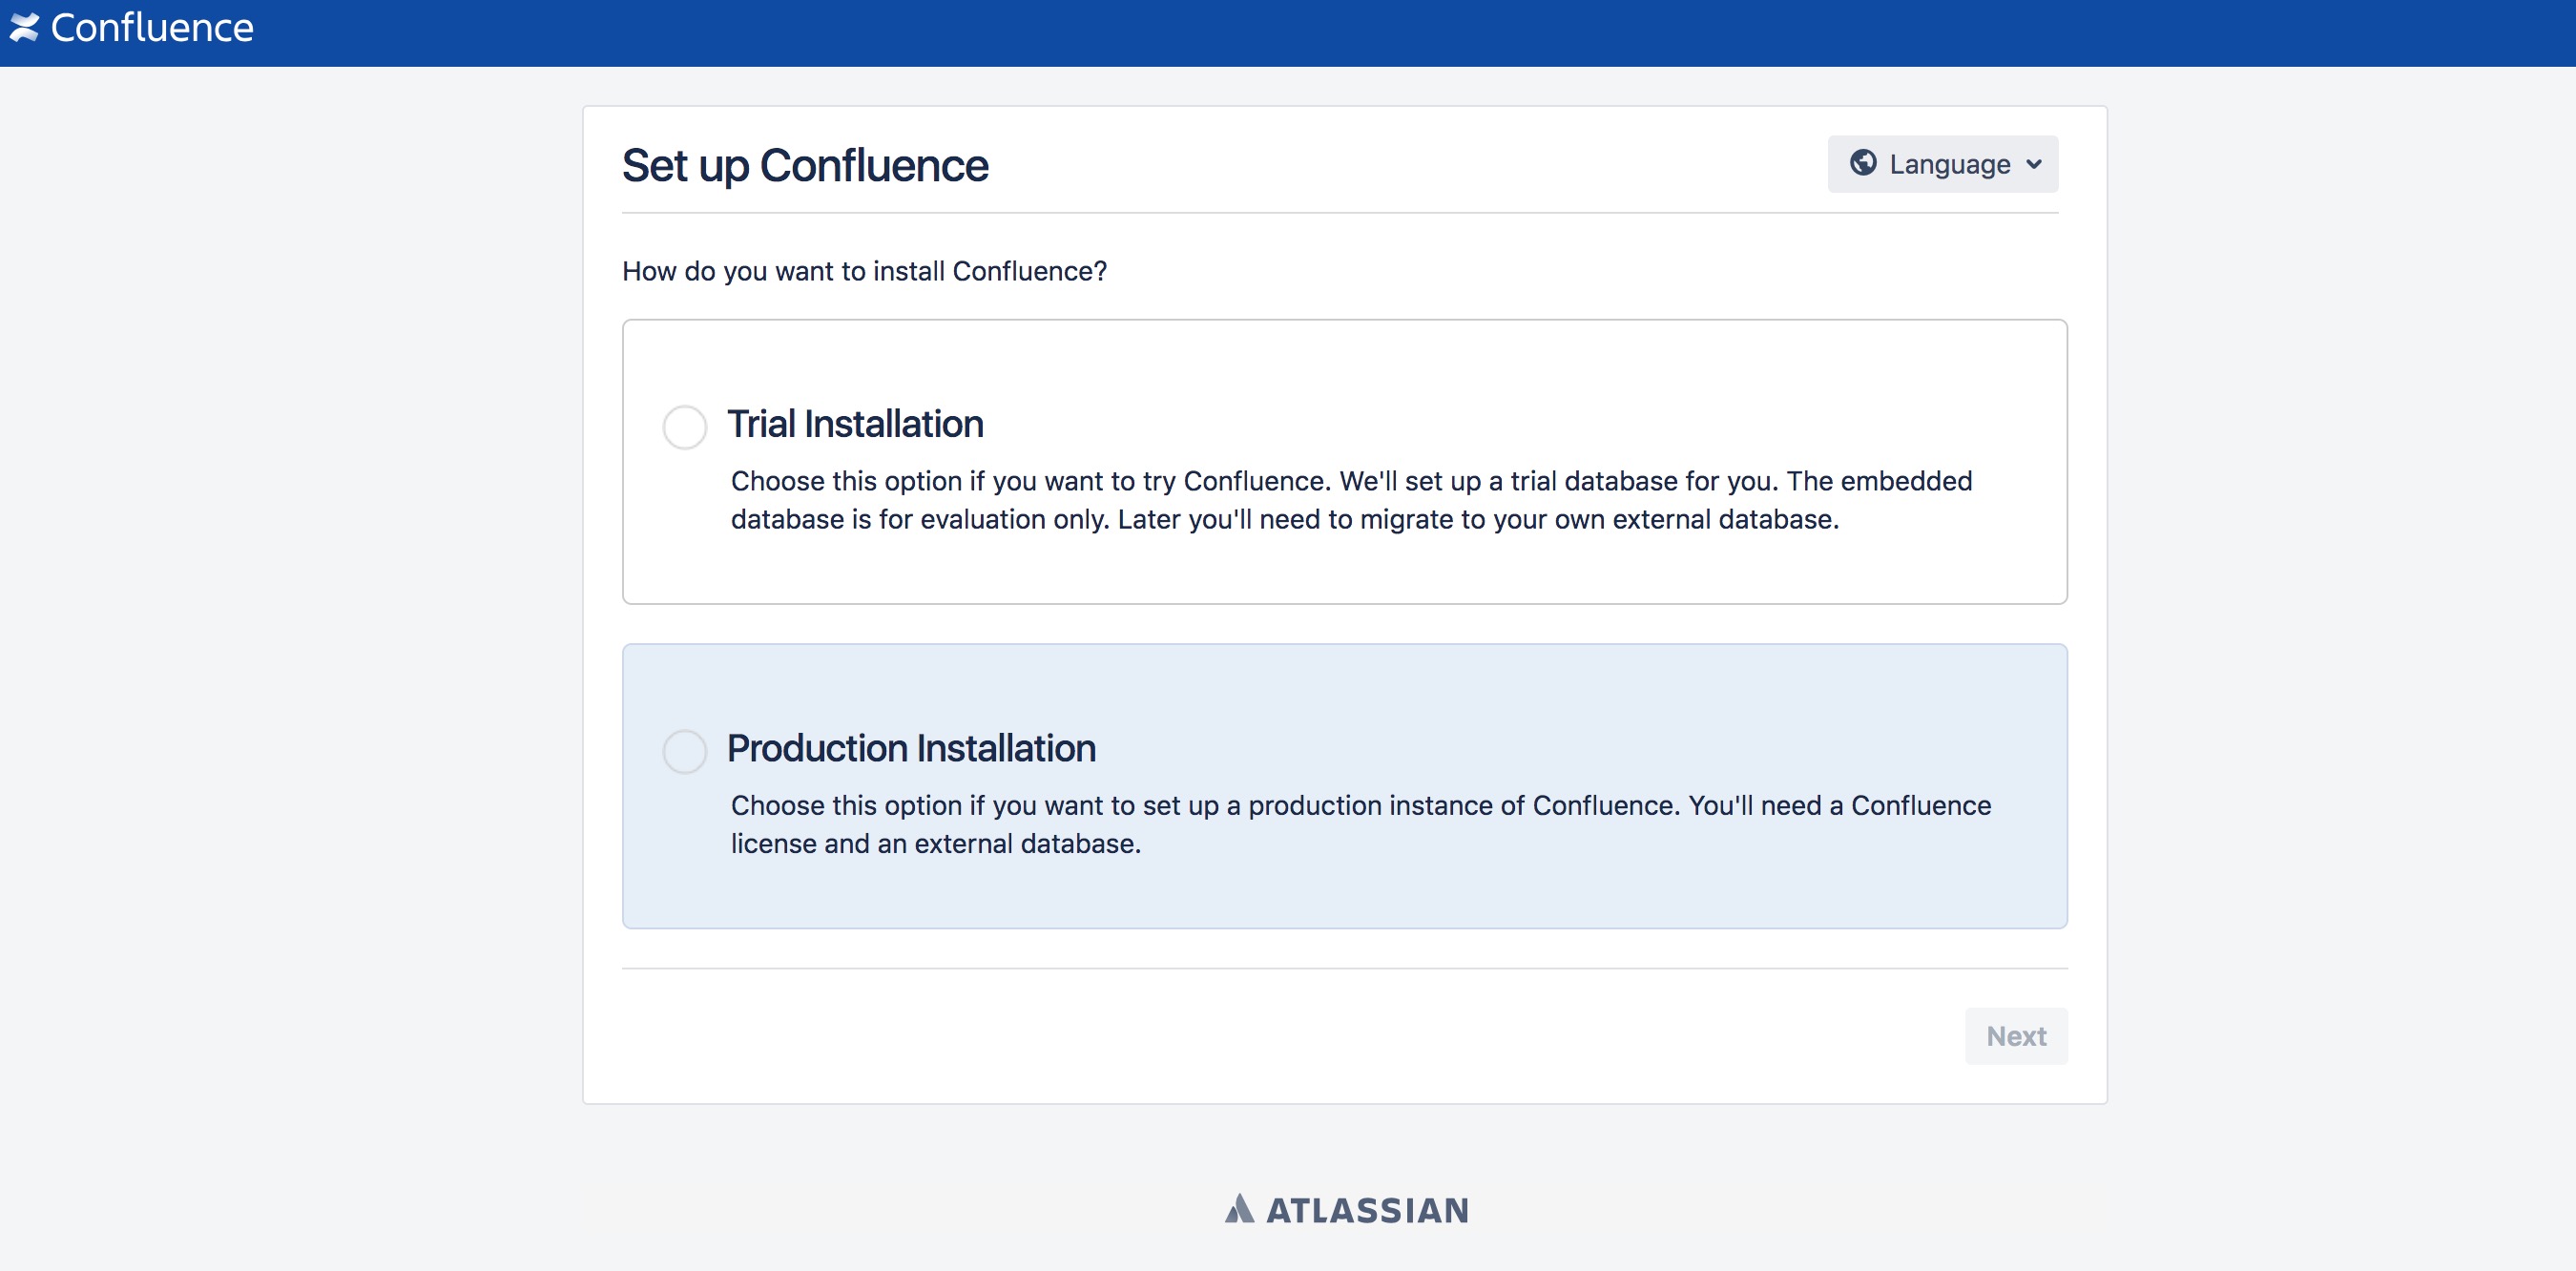 Confluence
Set up Confluence
Language
How do you want to install Confluence?
Trial Installation
Choose this option if you want to try Confluence. We'll set up a trial database for you. The embedded
database is for evaluation only. Later you'll need to migrate to your own external database.
Production Installation
Choose this option if you want to set up a production instance of Confluence. You'll need a Confluence
license and an external database.
Next
ATLASSIAN